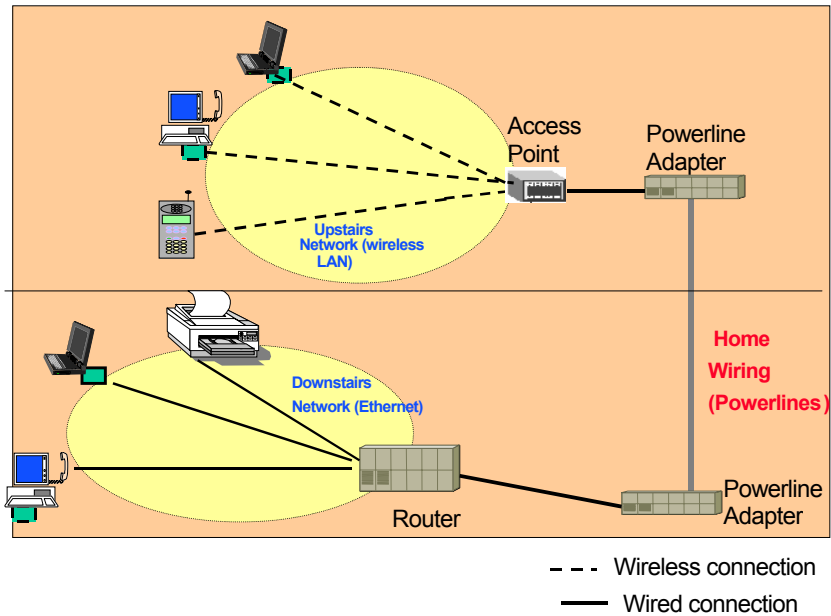 Access
Point
Powerline
Adapter
Upstairs
Network (wireless
LAN)
Home
Wiring
(Powerlines)
Downstairs
Network (Ethernet)
Router
Powerline
Adapter
Wireless connection
Wired connection